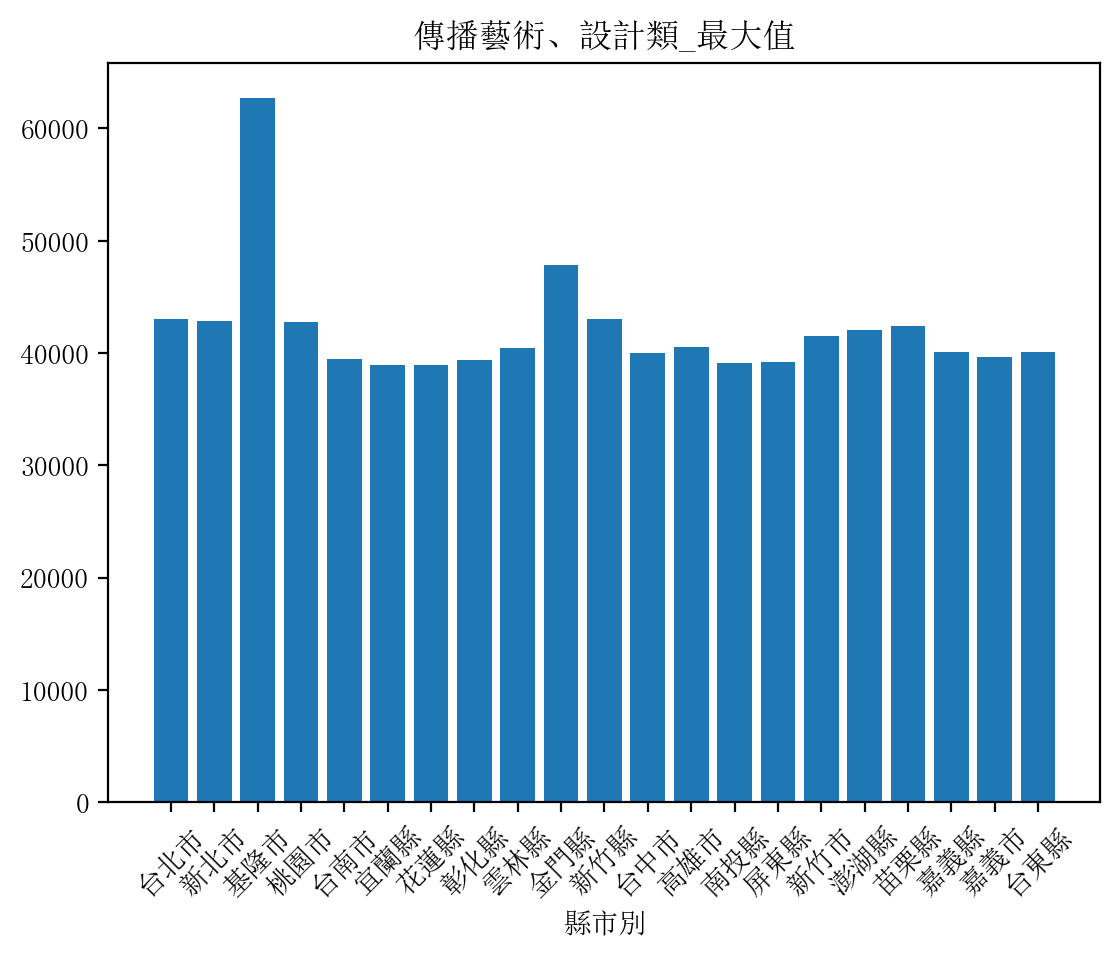 傳播藝術、設計類_最大值
60000
50000
40000
30000
20000
10000
0
台北市
新北市
基隆市
桃園市
台南市
宜蘭縣
花蓮縣
彰化縣
雲林縣
金門縣
新竹縣
台中市
高雄市
南投縣
屏東縣
新竹市
澎湖縣
苗栗縣
嘉義縣
嘉義市
台東縣
縣市別